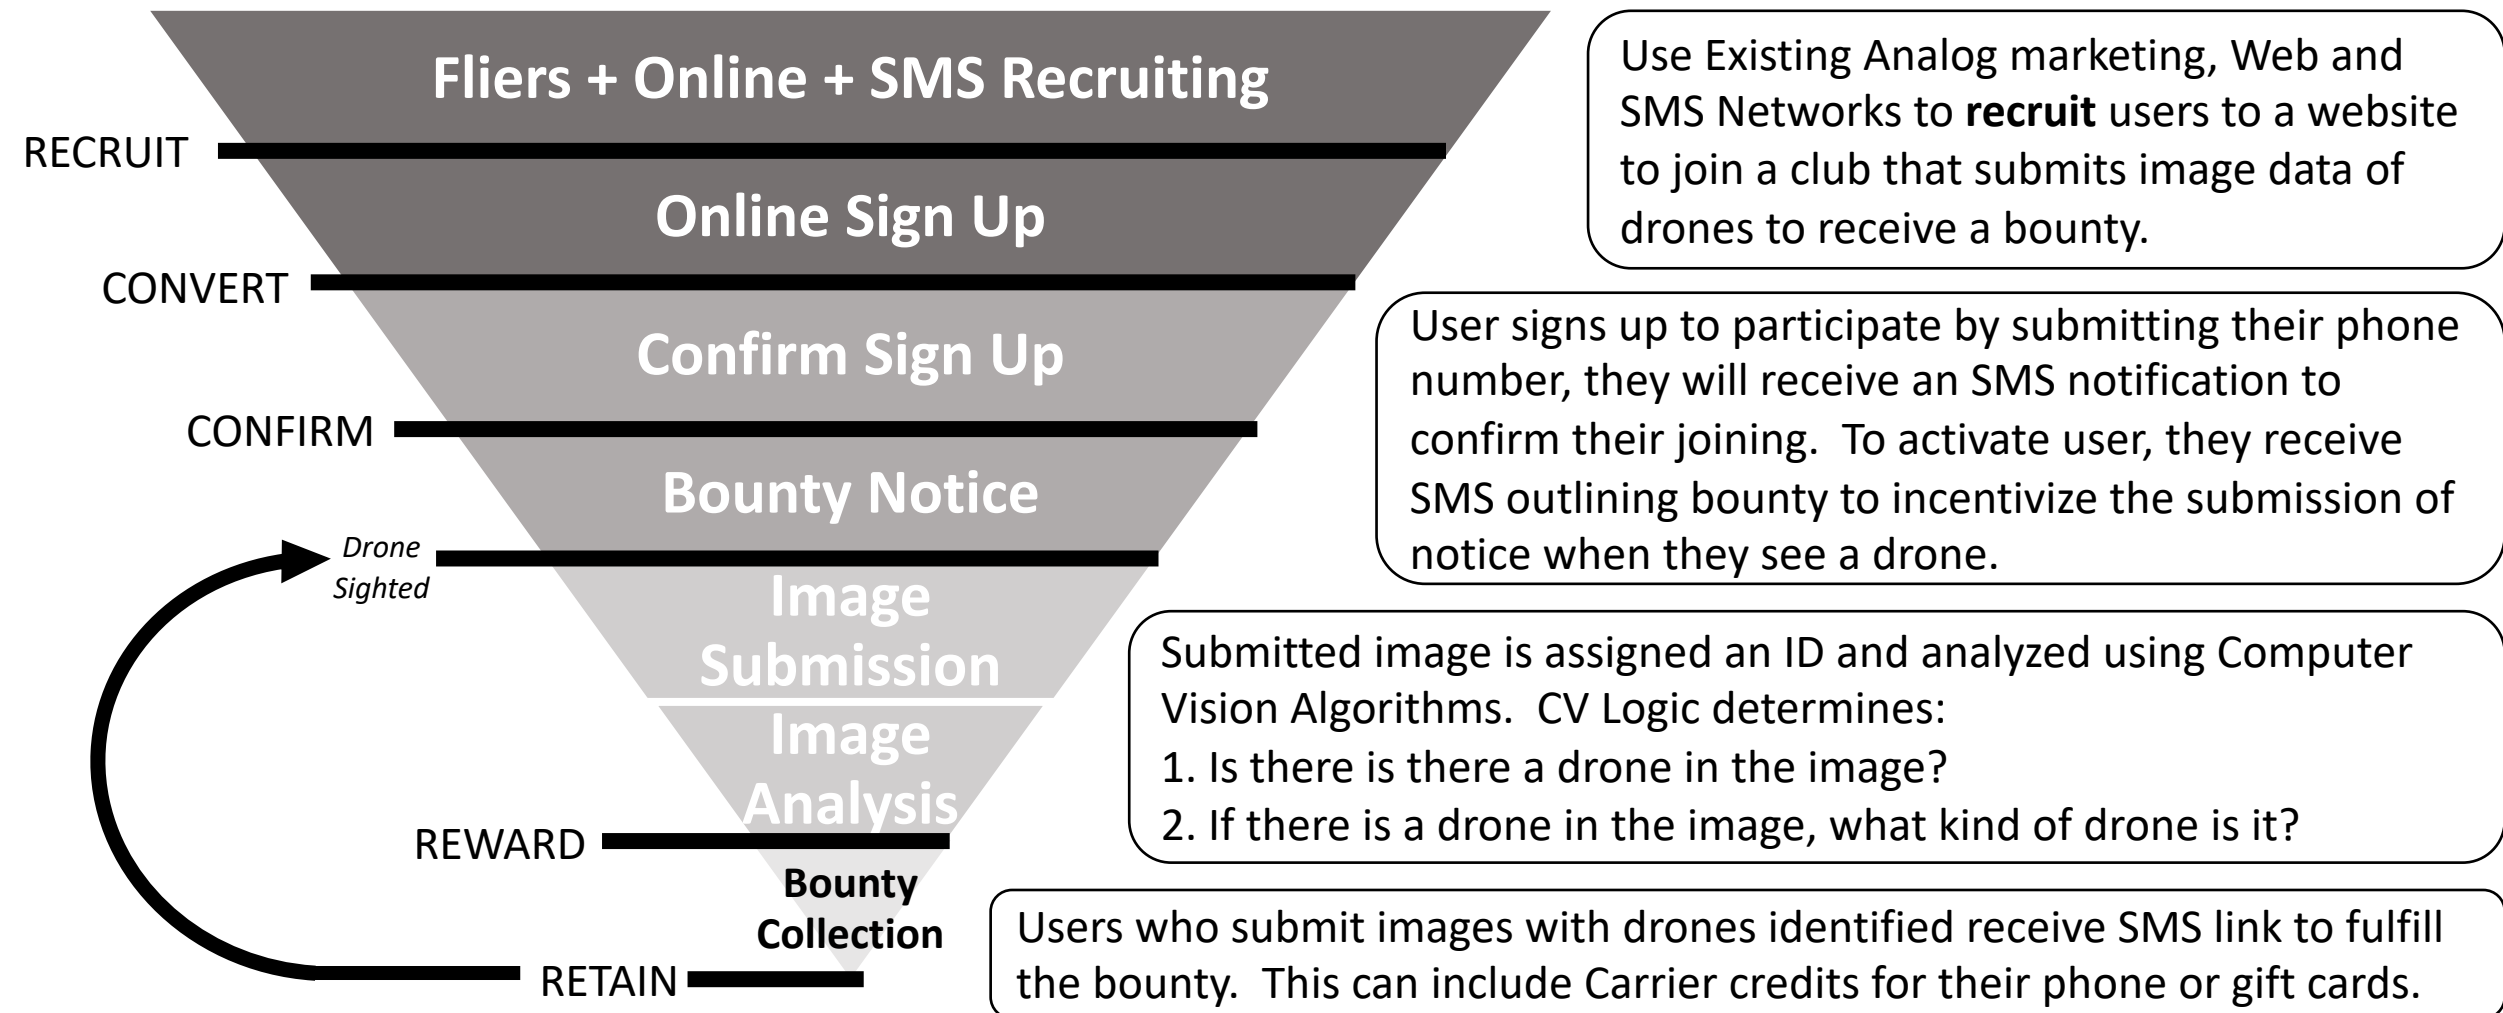 Fliers + Online + SMS Recruiting
RECRUIT
Online Sign Up
CONVERT
Confirm Sign Up
CONFIRM
Bounty Notice
Drone
Sighted
Image
Submission
Image
Analysis
REWARD
Bounty
Collection
RETAIN
Use Existing Analog marketing, Web and
SMS Networks to recruit users to a website
to join a club that submits image data of
drones to receive a bounty.
User signs up to participate by submitting their phone
number, they will receive an SMS notification to
confirm their joining.  To activate user, they receive
SMS outlining bounty to incentivize the submission of
notice when they see a drone.
Submitted image is assigned an ID and analyzed using Computer
Vision Algorithms.  CV Logic determines:
1. Is there is there a drone in the image?
2. If there is a drone in the image, what kind of drone is it?
Users who submit images with drones identified receive SMS link to fulfill
the bounty.  This can include Carrier credits for their phone or gift cards.